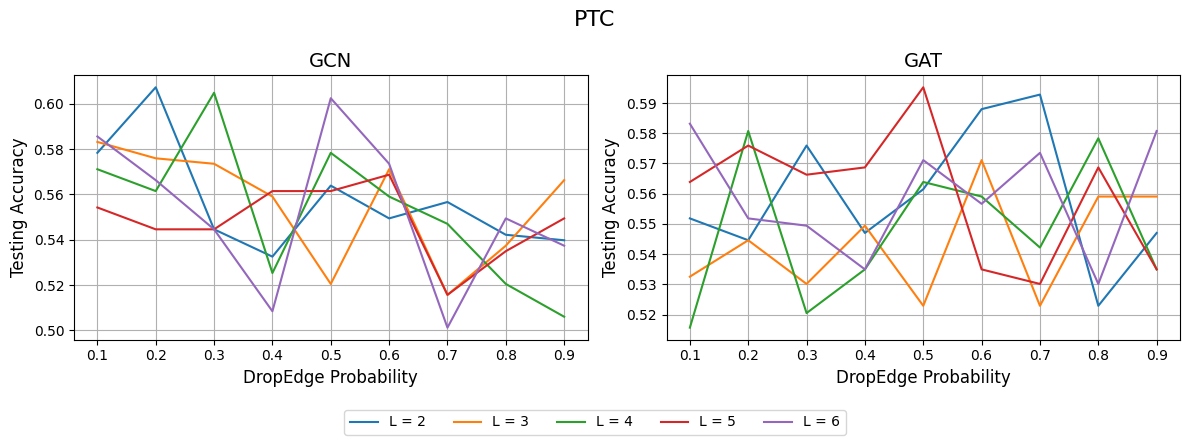 PTC
GCN
Testing Accuracy
0.60
0.58
0.56
0.54
0.52
0.50
0.1 0.2 0.3 0.4 0.5 0.6 0.7 0.8 0.9
DropEdge Probability
GAT
Testing Accuracy
0.59
0.58
0.57
0.56
0.55
0.54
0.53
0.52
0.1 0.2 0.3 0.4 0.5 0.6 0.7 0.8 0.9
DropEdge Probability
L = 2 L = 3 L = 4 L = 5 L = 6